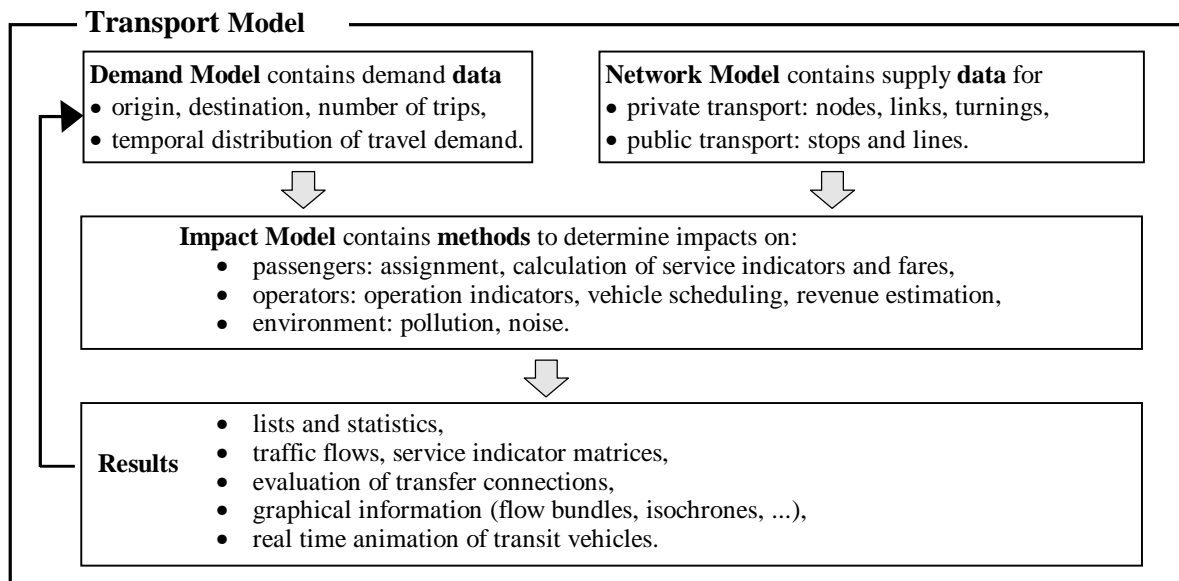 Transport Model
Demand Model contains demand data
• origin, destination, number of trips,
• temporal distribution of travel demand.
Network Model contains supply data for
• private transport: nodes, links, turnings,
• public transport: stops and lines.
Impact Model contains methods to determine impacts on:
• passengers: assignment, calculation of service indicators and fares,
• operators: operation indicators, vehicle scheduling, revenue estimation,
• environment: pollution, noise.
Results
• lists and statistics,
• traffic flows, service indicator matrices,
• evaluation of transfer connections,
• graphical information (flow bundles, isochrones, ...),
• real time animation of transit vehicles.